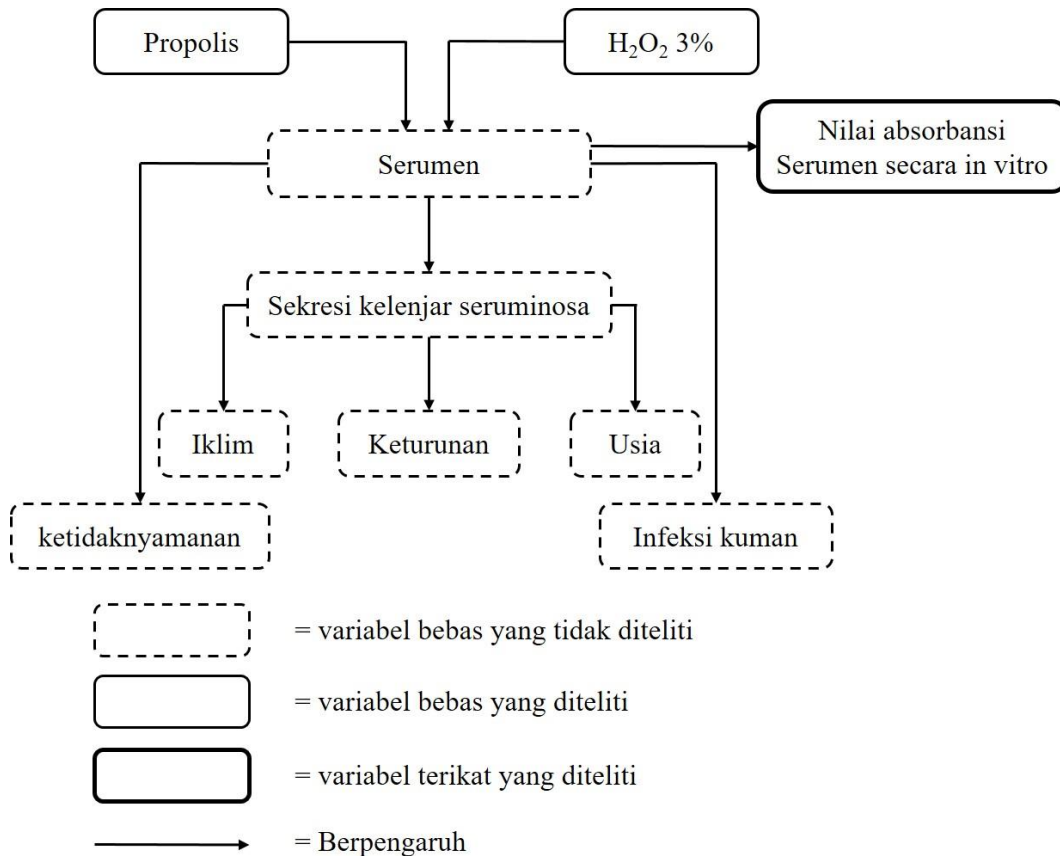 Propolis
H₂O₂ 3%
Nilai absorbansi
Serumen secara in vitro
Serumen
Sekresi kelenjar seruminosa
Iklim
Keturunan
Usia
ketidaknyamanan
Infeksi kuman
= variabel bebas yang tidak diteliti
= variabel bebas yang diteliti
= variabel terikat yang diteliti
= Berpengaruh